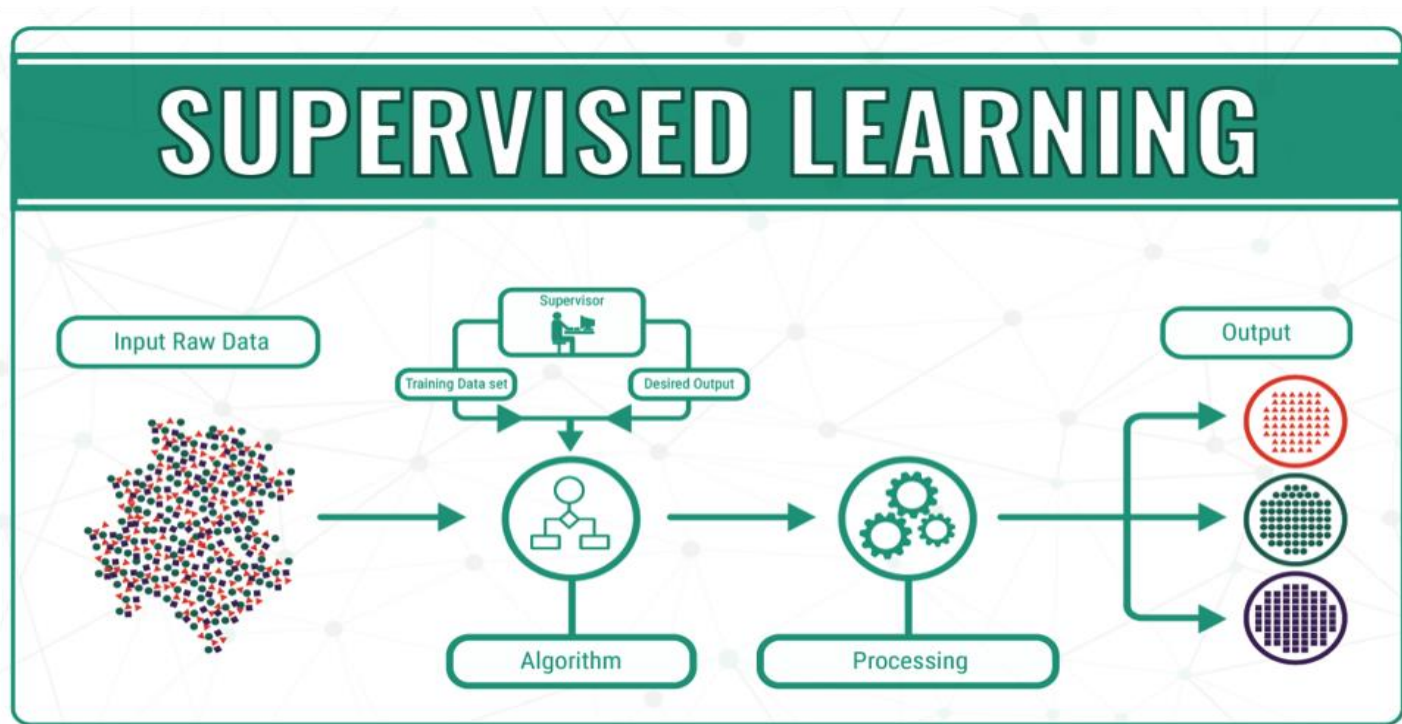 SUPERVISED LEARNING
Input Raw Data
Supervisor
Training Data set
Desired Output
Algorithm
Processing
Output